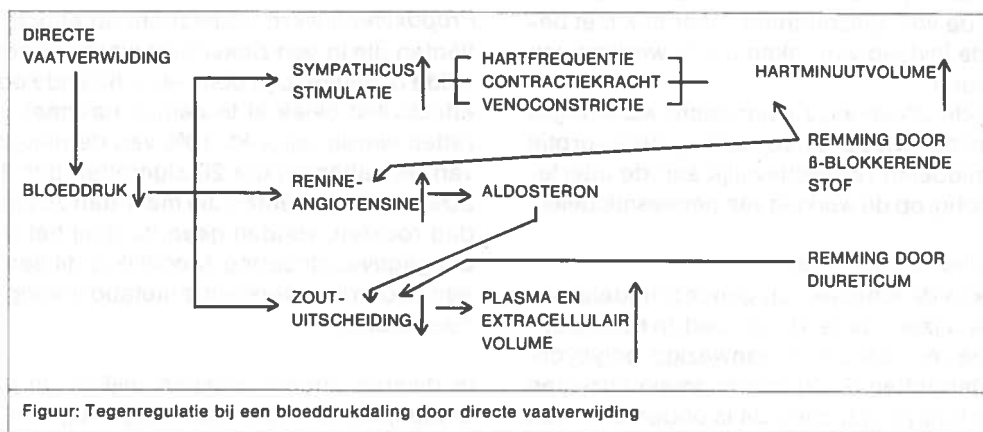 DIRECTE
VAATVERWIJDING
SYMPATHICUS
STIMULATIE
HARTFREQUENTIE
CONTRACTIEKRACHT
VENOCONSTRICTIE
HARTMINUUTVOLUME
REMMING DOOR
β-BLOKKERENDE
STOF
BLOEDDRUK
RENINE-
ANGIOTENSINE
ALDOSTERON
REMMING DOOR
DIURETICUM
ZOUT-
UITSCHEIDING
PLASMA EN
EXTRACELLULAIR
VOLUME
Figuur: Tegenregulatie bij een bloeddrukdaling door directe vaatverwijding